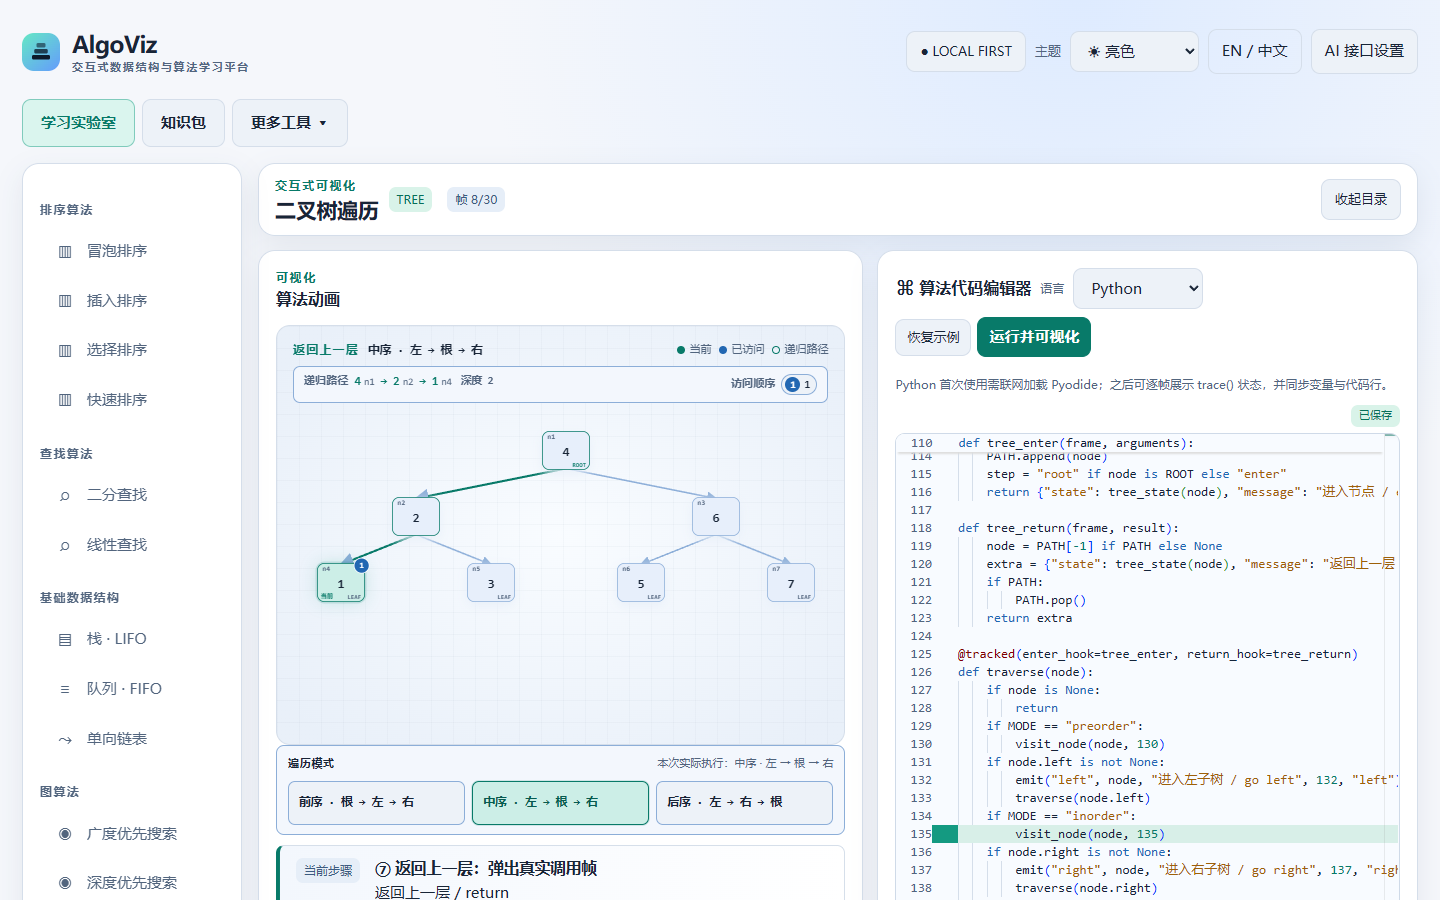 AlgoViz
交互式数据结构与算法学习平台
● LOCAL FIRST
主题
☀ 亮色
EN / 中文
AI 接口设置
学习实验室
知识包
更多工具 ▾
排序算法
冒泡排序
插入排序
选择排序
快速排序
查找算法
二分查找
线性查找
基础数据结构
栈 · LIFO
队列 · FIFO
单向链表
图算法
广度优先搜索
深度优先搜索
交互式可视化
二叉树遍历
TREE
帧 8/30
收起目录
可视化
算法动画
返回上一层 中序 · 左 → 根 → 右
当前 已访问 递归路径
递归路径 4 n1 → 2 n2 → 1 n4 深度 2
访问顺序 1 1
n1
4
ROOT
n2
2
n3
6
n4
1
1
当前 LEAF
n5
3
LEAF
n6
5
LEAF
n7
7
LEAF
遍历模式
本次实际执行：中序 · 左 → 根 → 右
前序 · 根 → 左 → 右
中序 · 左 → 根 → 右
后序 · 左 → 右 → 根
当前步骤
⑦ 返回上一层：弹出真实调用帧
返回上一层 / return
⌘ 算法代码编辑器
语言
Python
恢复示例
运行并可视化
Python 首次使用需联网加载 Pyodide；之后可逐帧展示 trace() 状态，并同步变量与代码行。
已保存
110 def tree_enter(frame, arguments):
114 PATH.append(node)
115 step = "root" if node is ROOT else "enter"
116 return {"state": tree_state(node), "message": "进入节点 /
117
118 def tree_return(frame, result):
119 node = PATH[-1] if PATH else None
120 extra = {"state": tree_state(node), "message": "返回上一层
121 if PATH:
122 PATH.pop()
123 return extra
124
125 @tracked(enter_hook=tree_enter, return_hook=tree_return)
126 def traverse(node):
127 if node is None:
128 return
129 if MODE == "preorder":
130 visit_node(node, 130)
131 if node.left is not None:
132 emit("left", node, "进入左子树 / go left", 132, "left"
133 traverse(node.left)
134 if MODE == "inorder":
135 visit_node(node, 135)
136 if node.right is not None:
137 emit("right", node, "进入右子树 / go right", 137, "righ
138 traverse(node.right)